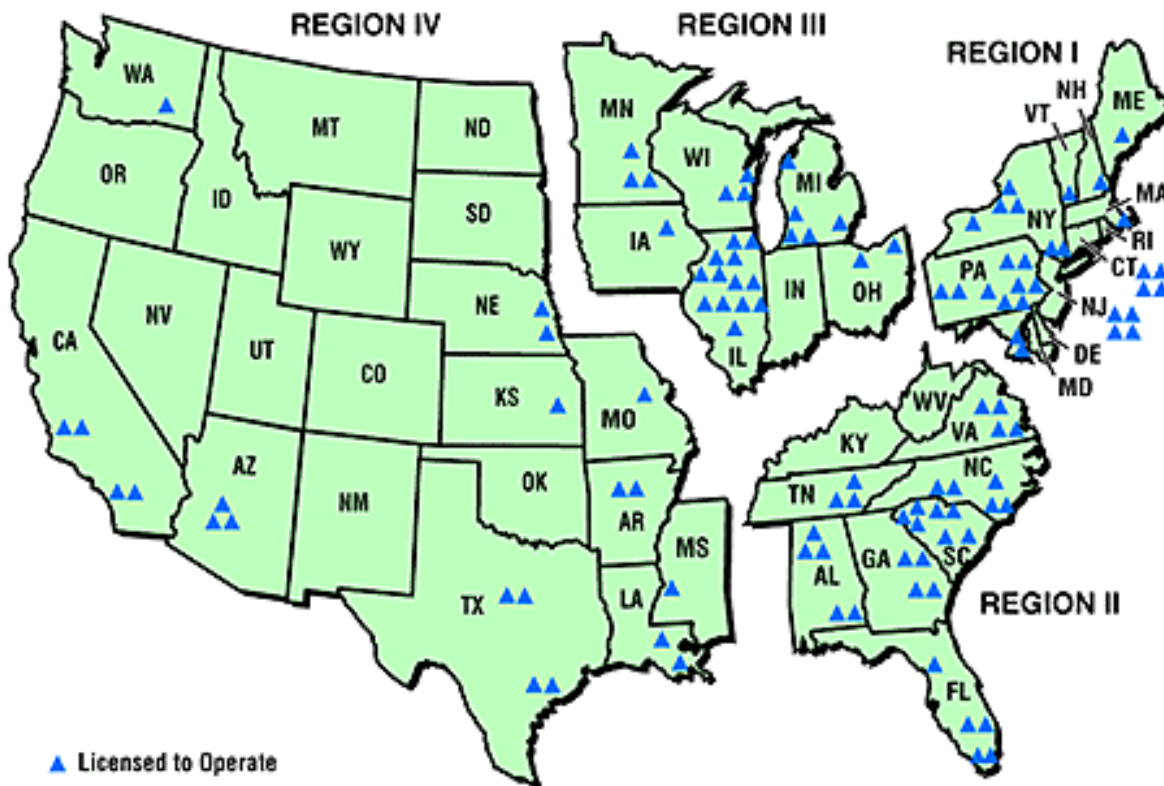 REGION IV
REGION III
REGION I
WA
MT
ND
OR
ID
SD
WY
NE
NV
UT
CO
CA
KS
AZ
NM
OK
TX
MO
AR
LA
MS
MN
WI
MI
IA
IL
IN
OH
NH
VT
ME
NY
MA
RI
CT
PA
NJ
DE
MD
WV
VA
KY
NC
TN
SC
AL
GA
FL
REGION II
Licensed to Operate